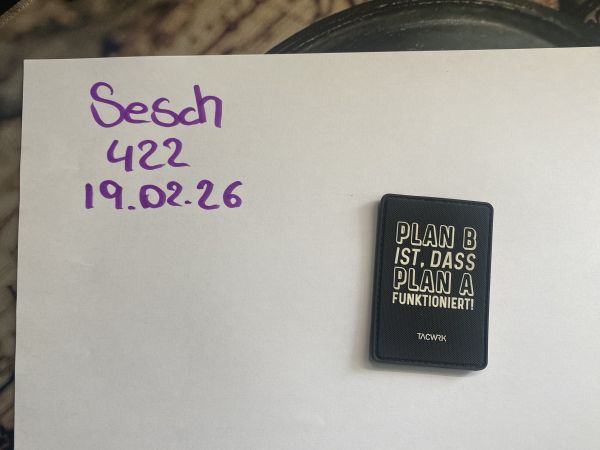 Sesch
422
19.02.26
PLAN B
IST, DASS
PLAN A
FUNKTIONIERT!
TACWRK